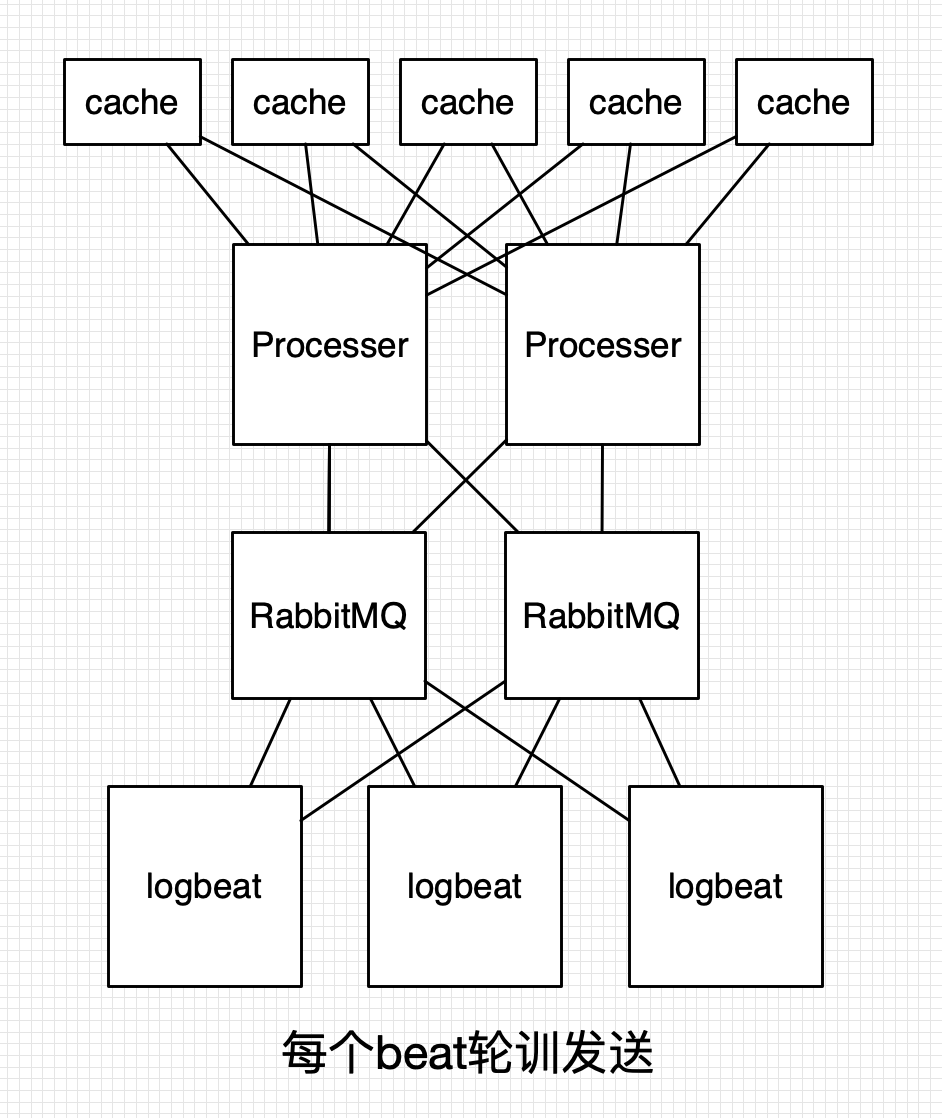 cache cache cache cache cache
Processer Processer
RabbitMQ RabbitMQ
logbeat logbeat logbeat
每个beat轮训发送